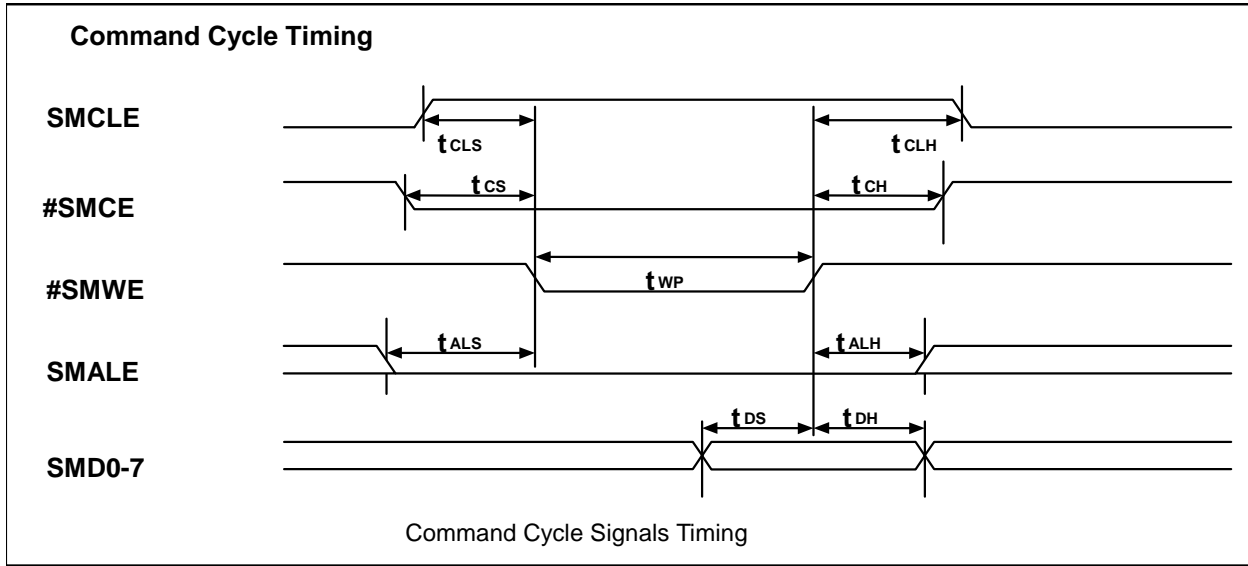 Command Cycle Timing
SMCLE
tCLS
tCLH
#SMCE
tCS
tCH
#SMWE
tWP
SMALE
tALS
tALH
SMD0-7
tDS
tDH
Command Cycle Signals Timing